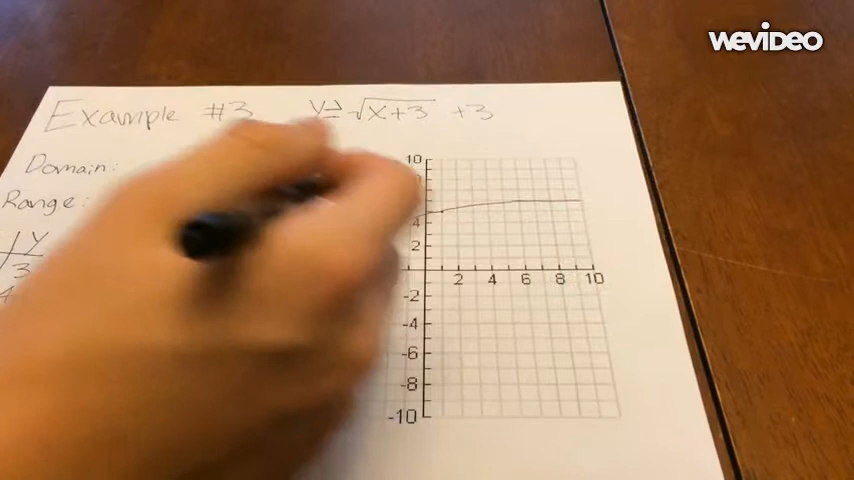 wevideo
Example #3 y ≥ √x+3 +3
Domain:
Range:
y
3
10
4
2
2 4 6 8 10
-2
-4
-6
-8
-10